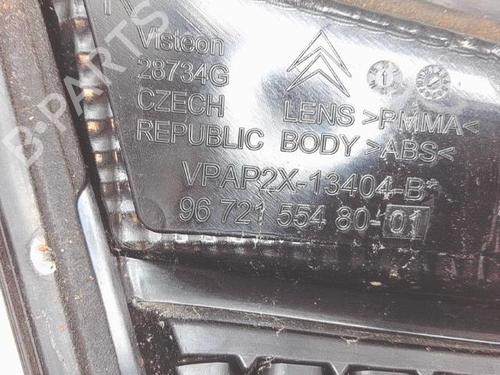 B-PARTS
Visteon
28734G
CZECH LENS >PMMA<
REPUBLIC BODY >ABS<
VPAP2X-13404-B*
96 721 554 80-01